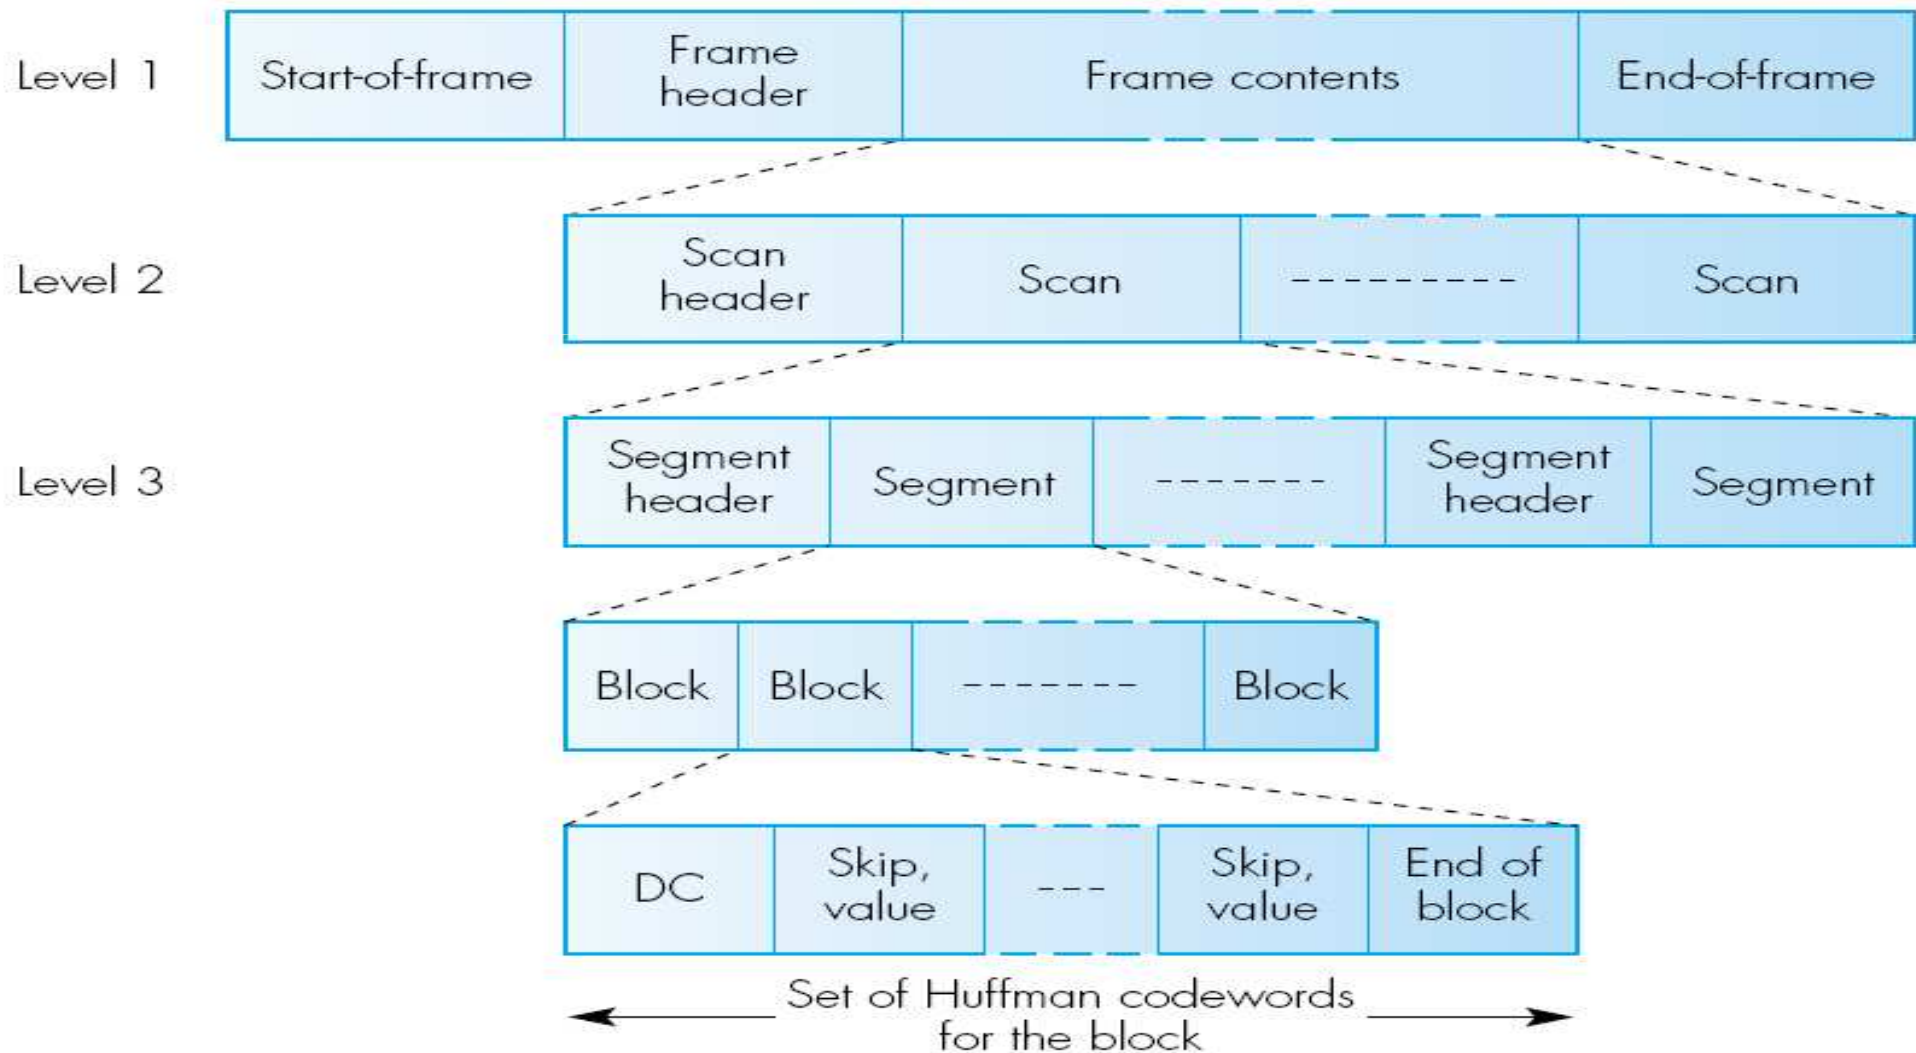 Level 1
Start-of-frame
Frame
header
Frame contents
End-of-frame
Level 2
Scan
header
Scan
Scan
Level 3
Segment
header
Segment
Segment
header
Segment
Block
Block
Block
DC
Skip,
value
Skip,
value
End of
block
Set of Huffman codewords
for the block